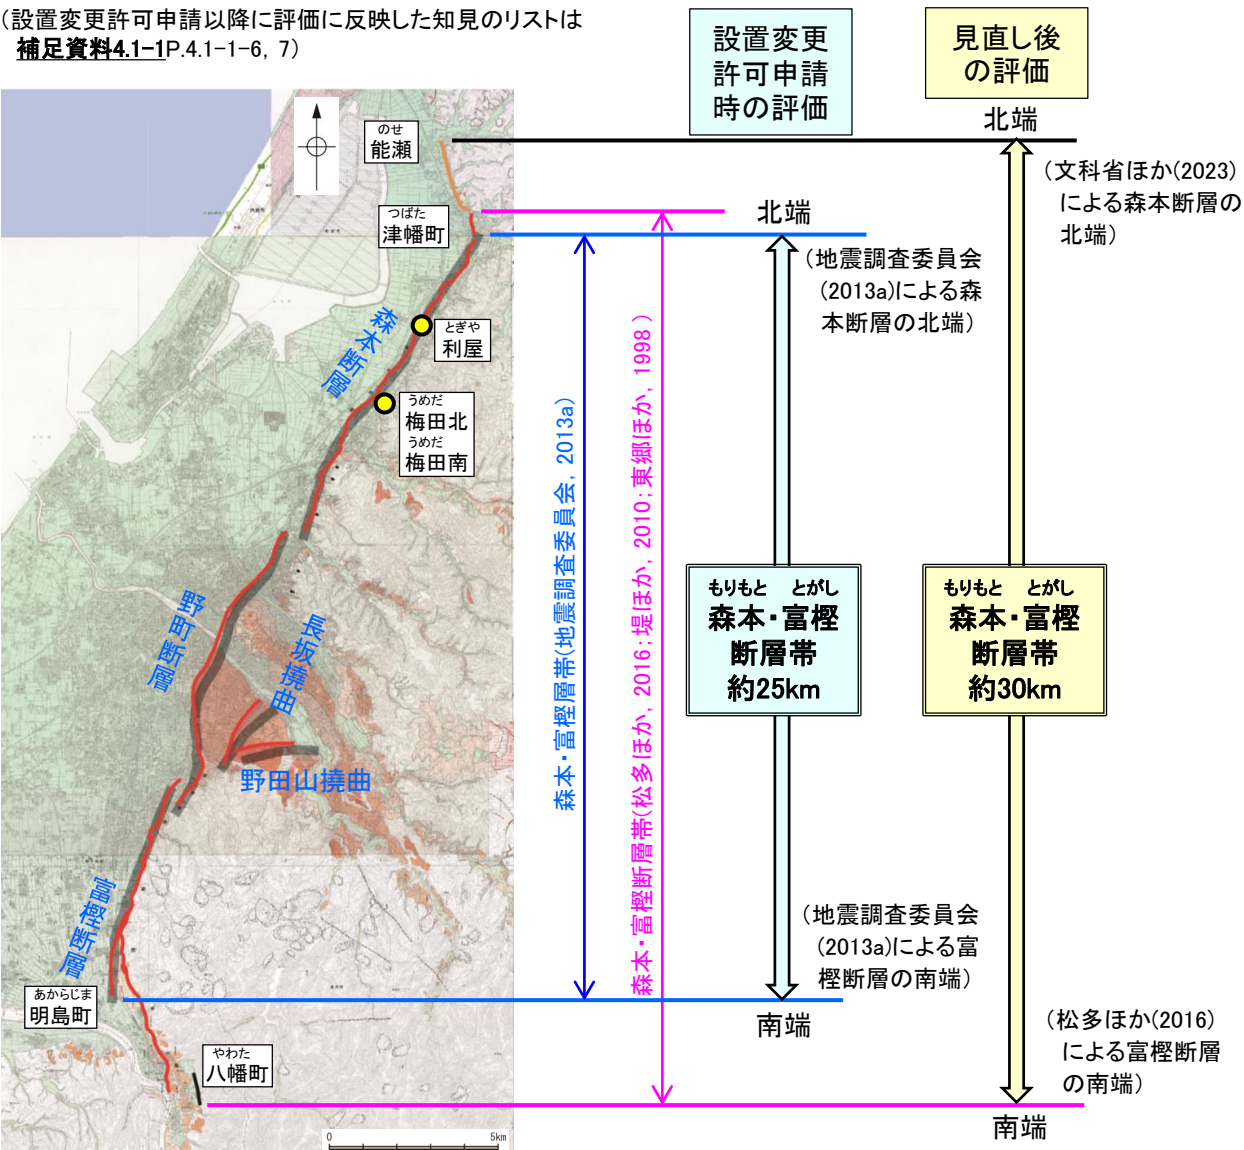 (設置変更許可申請以降に評価に反映した知見のリストは
補足資料4.1-1P.4.1-1-6, 7)
設置変更
許可申請
時の評価
見直し後
の評価
北端
(文科省ほか(2023)
による森本断層の
北端)
北端
(地震調査委員会
(2013a)による森
本断層の北端)
のせ
能瀬
つばた
津幡町
とぎや
利屋
うめだ
梅田北
うめだ
梅田南
森本断層
野町断層
長坂撓曲
野田山撓曲
富樫断層
あからじま
明島町
やわた
八幡町
森本・富樫断層帯(地震調査委員会, 2013a)
森本・富樫断層帯(松多ほか, 2016;堤ほか, 2010;東郷ほか, 1998)
もりもと とがし
森本・富樫
断層帯
約25km
もりもと とがし
森本・富樫
断層帯
約30km
(地震調査委員会
(2013a)による富
樫断層の南端)
南端
(松多ほか(2016)
による富樫断層
の南端)
南端
0 5km